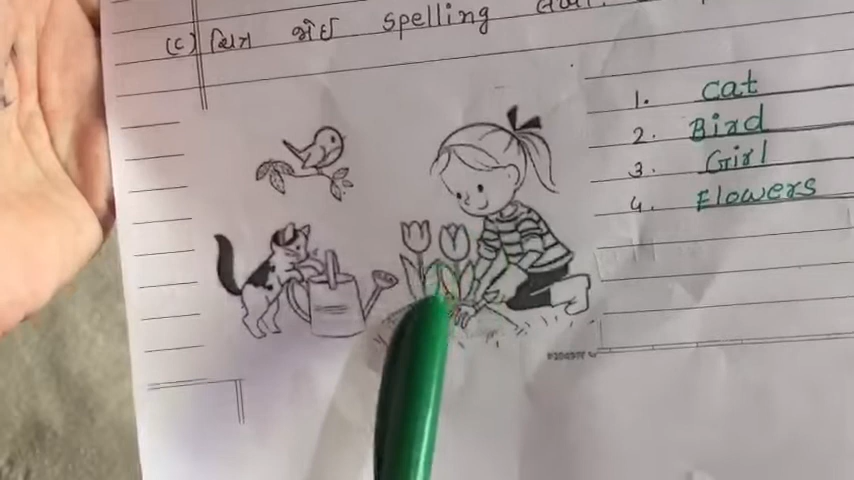 (c) ચિત્ર જોઈ spelling
1. Cat
2. Bird
3. Girl
4. Flowers